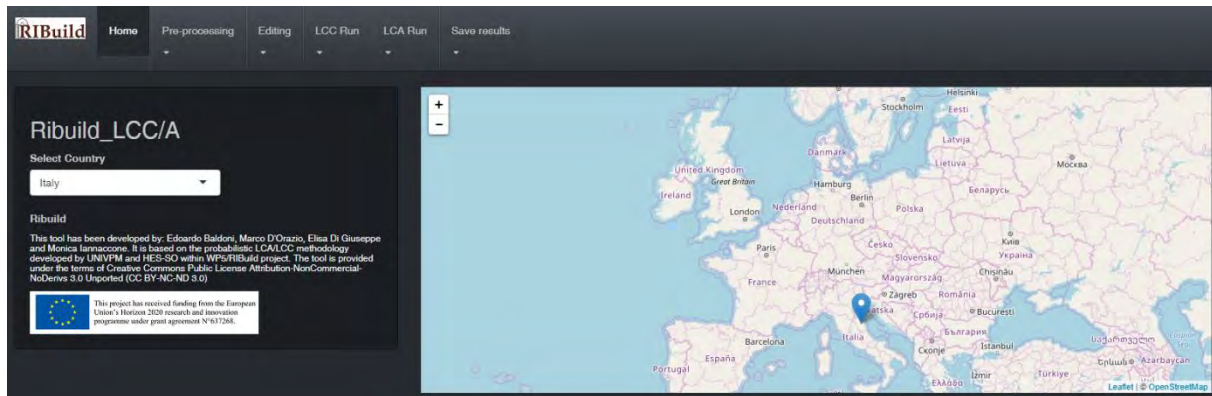 RIBuild
Home
Pre-processing
Editing
LCC Run
LCA Run
Save results
Ribuild_LCC/A
Select Country
Italy
Ribuild
This tool has been developed by: Edoardo Baldoni, Marco D'Orazio, Elisa Di Giuseppe
and Monica Iannaccone. It is based on the probabilistic LCA/LCC methodology
developed by UNIVPM and HES-SO within WP5/RIBuild project. The tool is provided
under the terms of Creative Commons Public License Attribution-NonCommercial-
NoDerivs 3.0 Unported (CC BY-NC-ND 3.0)
This project has received funding from the European
Union's Horizon 2020 research and innovation
programme under grant agreement N°637268.
+
-
Helsinki
Stockholm
Eesti
Latvija
Danmark
Lietuva
Москва
United Kingdom
Great Britain
Ireland
Hamburg
Беларусь
Berlin
London
Nederland
Polska
Deutschland
Paris
Česko
Київ
Slovensko
Україна
München
Magyarország
Chișinău
France
Zagreb
România
Србија
București
Italia
България
Barcelona
Скопје
Istanbul
España
Portugal
Ελλάδα
İzmir
Türkiye
Azərbaycan
Leaflet | © OpenStreetMap